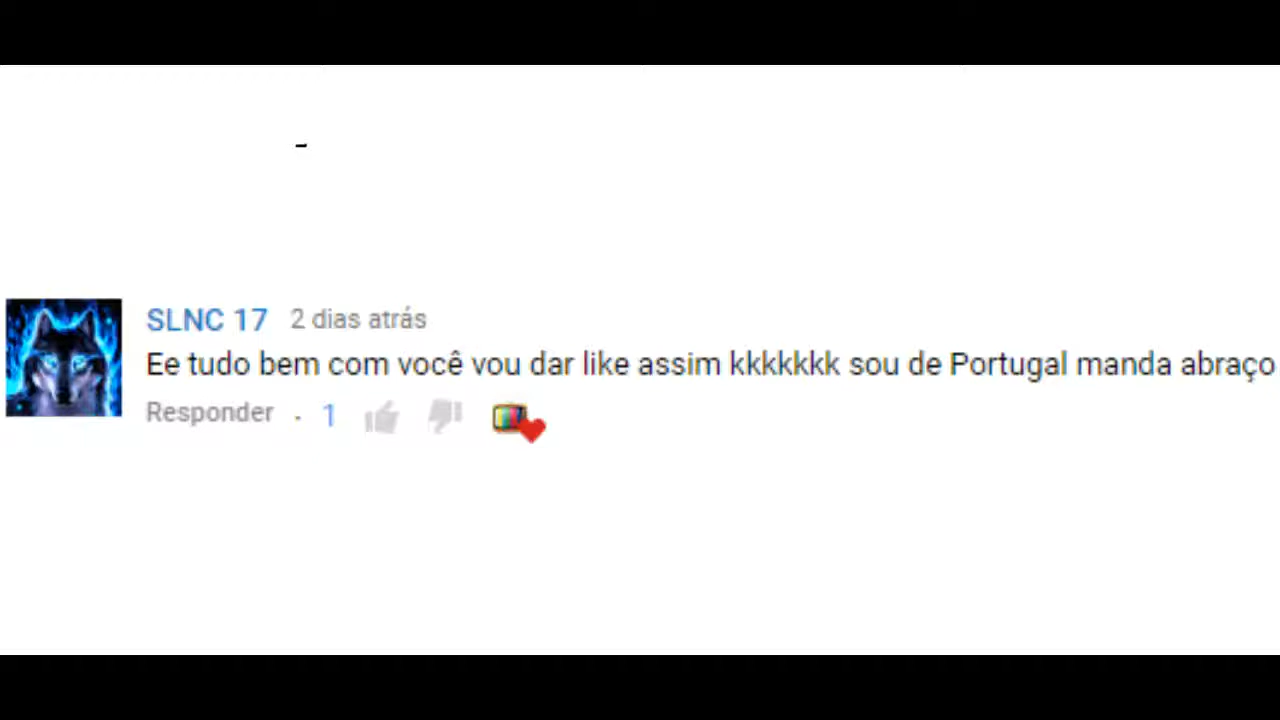 SLNC 17 2 dias atrás
Ee tudo bem com você vou dar like assim kkkkkkk sou de Portugal manda abraço
Responder · 1